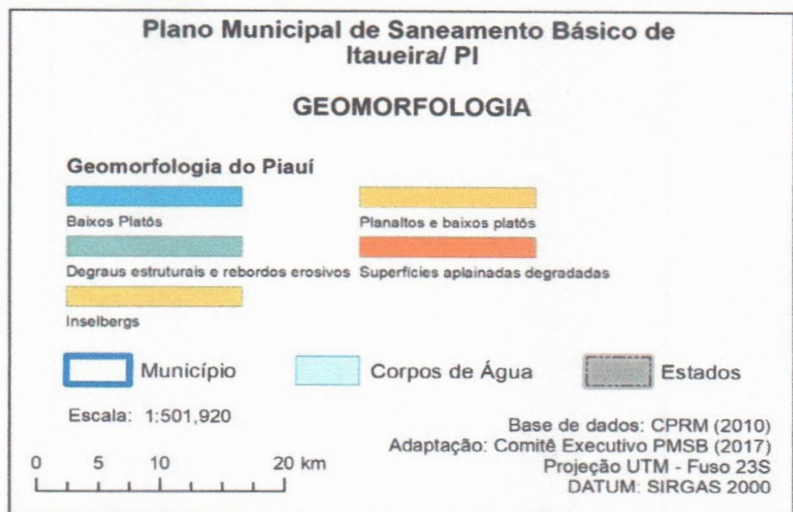 Plano Municipal de Saneamento Básico de
Itaueira/ PI
GEOMORFOLOGIA
Geomorfologia do Piauí
Baixos Platôs
Planaltos e baixos platôs
Degraus estruturais e rebordos erosivos
Superfícies aplainadas degradadas
Inselbergs
Município
Corpos de Água
Estados
Escala: 1:501,920
0 5 10 20 km
Base de dados: CPRM (2010)
Adaptação: Comitê Executivo PMSB (2017)
Projeção UTM - Fuso 23S
DATUM: SIRGAS 2000